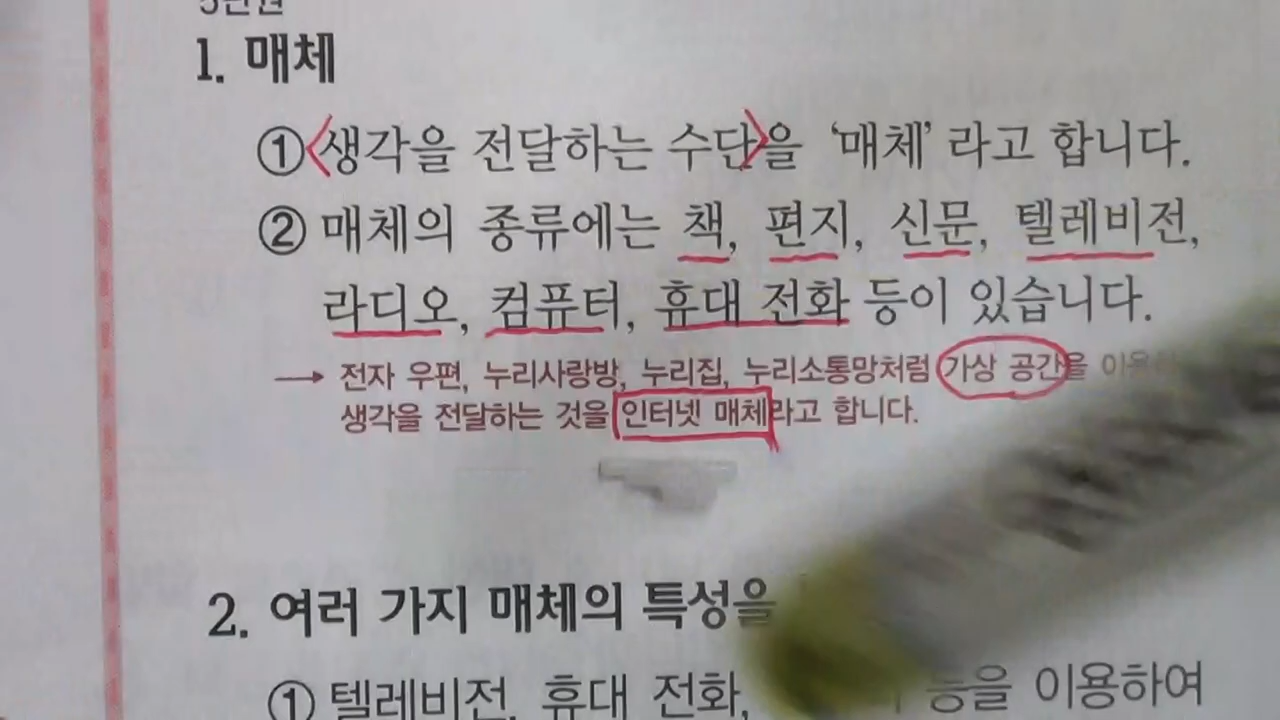 5단원
1. 매체
① 생각을 전달하는 수단을 ‘매체’ 라고 합니다.
② 매체의 종류에는 책, 편지, 신문, 텔레비전,
라디오, 컴퓨터, 휴대 전화 등이 있습니다.
→ 전자 우편, 누리사랑방, 누리집, 누리소통망처럼 가상 공간을
생각을 전달하는 것을 인터넷 매체라고 합니다.
2. 여러 가지 매체의 특성을
① 텔레비전, 휴대 전화, 등을 이용하여